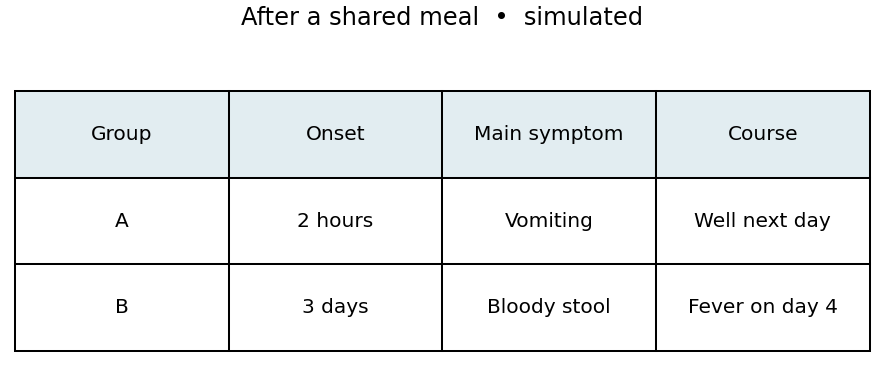 After a shared meal • simulated
Group Onset Main symptom Course
A 2 hours Vomiting Well next day
B 3 days Bloody stool Fever on day 4